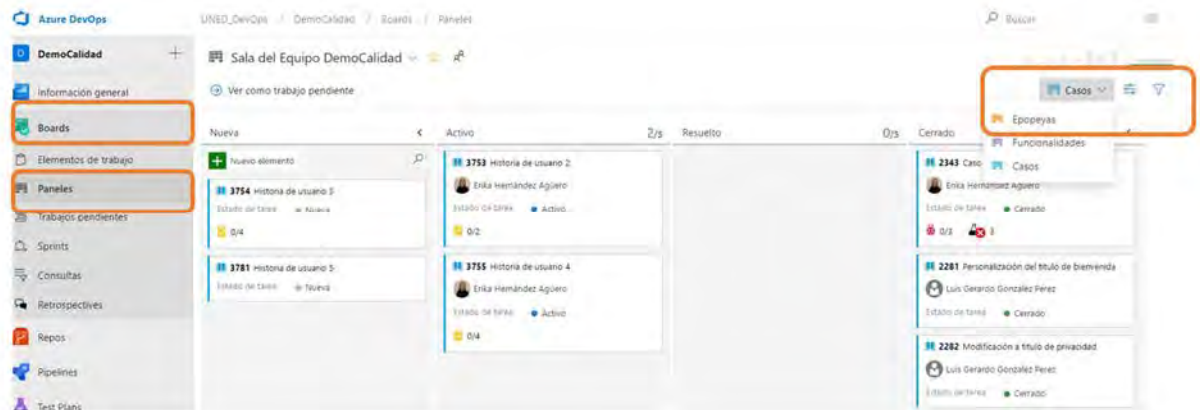 Azure DevOps
UNED_DevOps / DemoCalidad / Boards / Paneles
Buscar
D DemoCalidad
Sala del Equipo DemoCalidad
Información general
Ver como trabajo pendiente
Casos
Epopeyas
Funcionalidades
Casos
Boards
Elementos de trabajo
Paneles
Trabajos pendientes
Sprints
Consultas
Retrospectives
Repos
Pipelines
Test Plans
Nueva
Nuevo elemento
3754 Historia de usuario 3
Estado de tarea Nueva
0/4
3781 Historia de usuario 5
Estado de tarea Nueva
Activo 2/5
3753 Historia de usuario 2
Erika Hernández Agüero
Estado de tarea Activo
0/2
3755 Historia de usuario 4
Erika Hernández Agüero
Estado de tarea Activo
0/4
Resuelto 0/5
Cerrado
2343 Caso
Erika Hernández Agüero
Estado de tarea Cerrado
0/3 3
2281 Personalización del título de bienvenida
Luis Gerardo Gonzalez Perez
Estado de tarea Cerrado
2282 Modificación a título de privacidad
Luis Gerardo Gonzalez Perez
Estado de tarea Cerrado